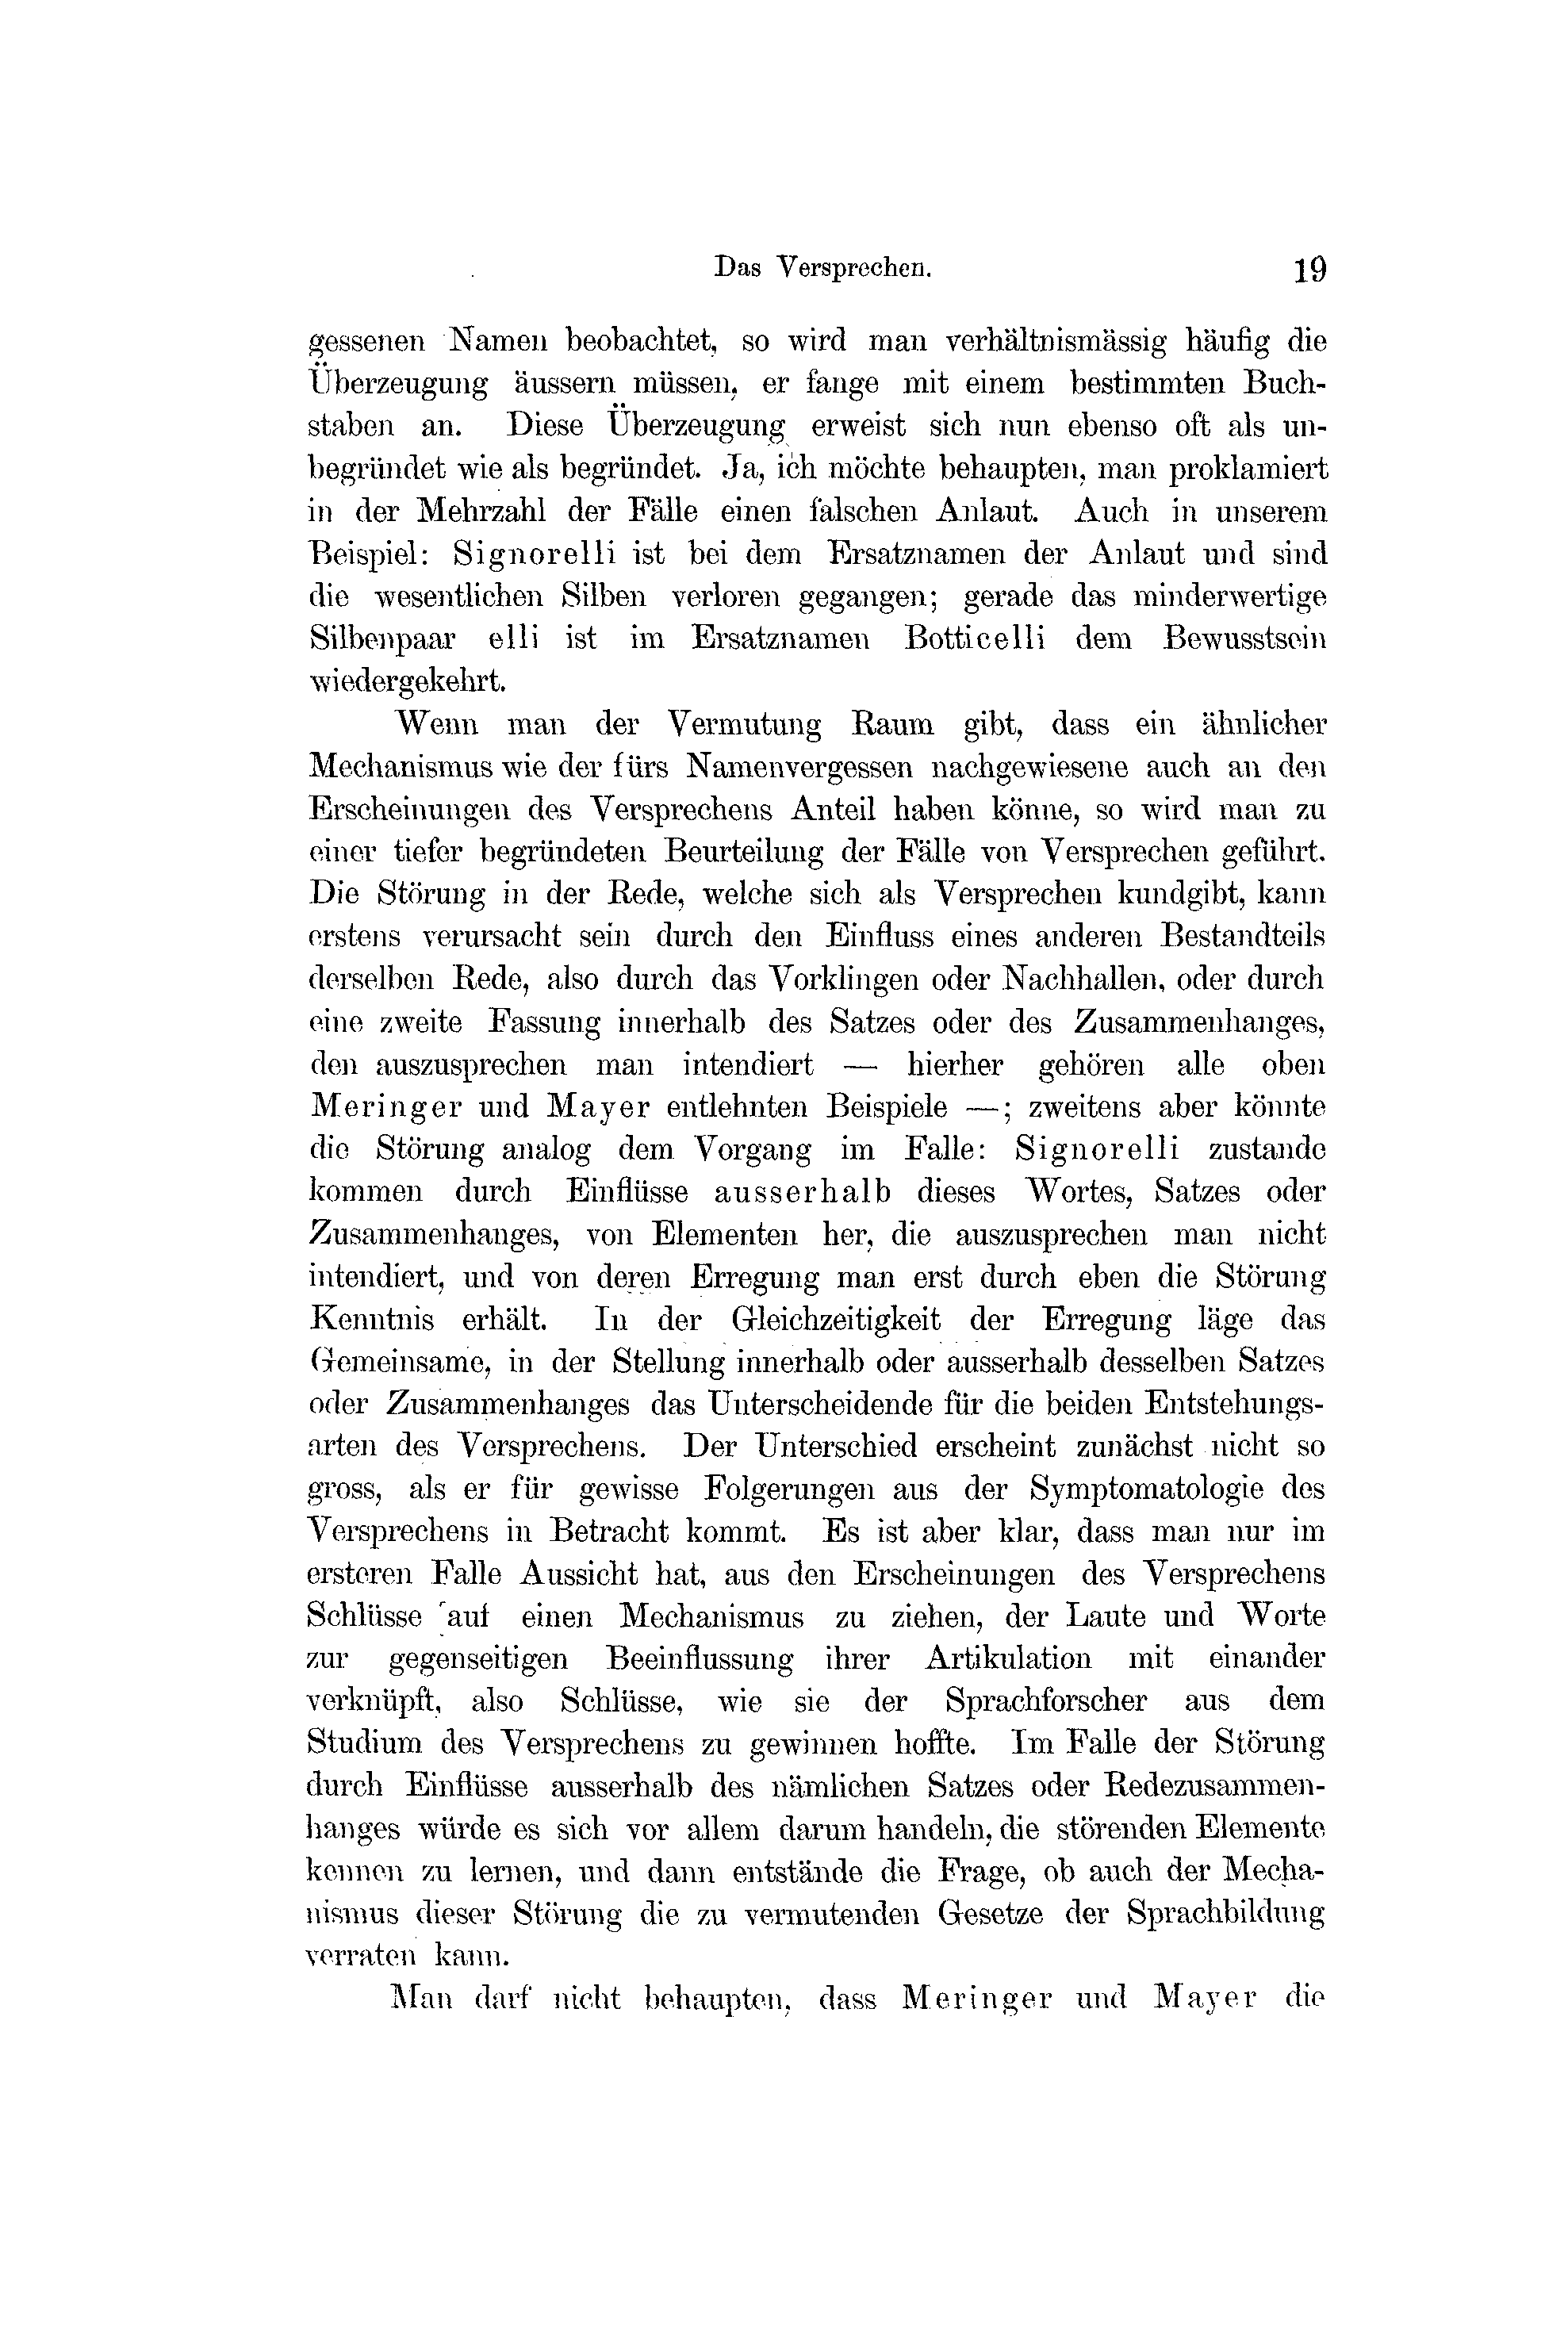 Das Versprechen. 19
gessenen Namen beobachtet, so wird man verhältnismässig häufig die
Überzeugung äussern müssen, er fange mit einem bestimmten Buch-
staben an. Diese Überzeugung erweist sich nun ebenso oft als un-
begründet wie als begründet. Ja, ich möchte behaupten, man proklamiert
in der Mehrzahl der Fälle einen falschen Anlaut. Auch in unserem
Beispiel: Signorelli ist bei dem Ersatznamen der Anlaut und sind
die wesentlichen Silben verloren gegangen; gerade das minderwertige
Silbenpaar elli ist im Ersatznamen Botticelli dem Bewusstsein
wiedergekehrt.
Wenn man der Vermutung Raum gibt, dass ein ähnlicher
Mechanismus wie der fürs Namenvergessen nachgewiesene auch an den
Erscheinungen des Versprechens Anteil haben könne, so wird man zu
einer tiefer begründeten Beurteilung der Fälle von Versprechen geführt.
Die Störung in der Rede, welche sich als Versprechen kundgibt, kann
erstens verursacht sein durch den Einfluss eines anderen Bestandteils
derselben Rede, also durch das Vorklingen oder Nachhallen, oder durch
eine zweite Fassung innerhalb des Satzes oder des Zusammenhanges,
den auszusprechen man intendiert — hierher gehören alle oben
Meringer und Mayer entlehnten Beispiele —; zweitens aber könnte
die Störung analog dem Vorgang im Falle: Signorelli zustande
kommen durch Einflüsse ausserhalb dieses Wortes, Satzes oder
Zusammenhanges, von Elementen her, die auszusprechen man nicht
intendiert, und von deren Erregung man erst durch eben die Störung
Kenntnis erhält. In der Gleichzeitigkeit der Erregung läge das
Gemeinsame, in der Stellung innerhalb oder ausserhalb desselben Satzes
oder Zusammenhanges das Unterscheidende für die beiden Entstehungs-
arten des Versprechens. Der Unterschied erscheint zunächst nicht so
gross, als er für gewisse Folgerungen aus der Symptomatologie des
Versprechens in Betracht kommt. Es ist aber klar, dass man nur im
ersteren Falle Aussicht hat, aus den Erscheinungen des Versprechens
Schlüsse auf einen Mechanismus zu ziehen, der Laute und Worte
zur gegenseitigen Beeinflussung ihrer Artikulation mit einander
verknüpft, also Schlüsse, wie sie der Sprachforscher aus dem
Studium des Versprechens zu gewinnen hoffte. Im Falle der Störung
durch Einflüsse ausserhalb des nämlichen Satzes oder Redezusammen-
hanges würde es sich vor allem darum handeln, die störenden Elemente
kennen zu lernen, und dann entstände die Frage, ob auch der Mecha-
nismus dieser Störung die zu vermutenden Gesetze der Sprachbildung
verraten kann.
Man darf nicht behaupten, dass Meringer und Mayer die